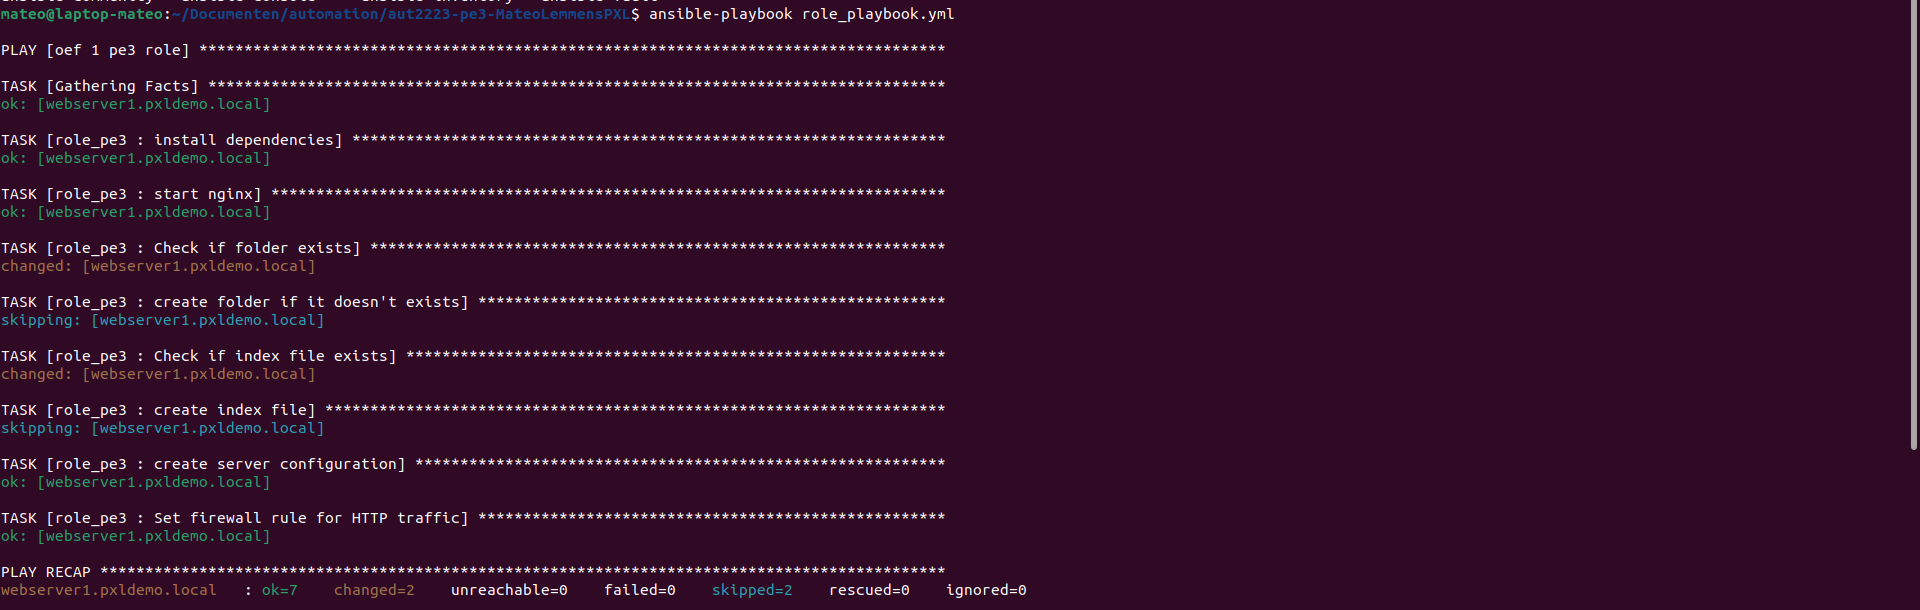 mateo@laptop-mateo:~/Documenten/automation/aut2223-pe3-MateoLemmensPXL$ ansible-playbook role_playbook.yml
PLAY [oef 1 pe3 role] ***********************************************************************************
TASK [Gathering Facts] **********************************************************************************
ok: [webserver1.pxldemo.local]
TASK [role_pe3 : install dependencies] ******************************************************************
ok: [webserver1.pxldemo.local]
TASK [role_pe3 : start nginx] ***************************************************************************
ok: [webserver1.pxldemo.local]
TASK [role_pe3 : Check if folder exists] ****************************************************************
changed: [webserver1.pxldemo.local]
TASK [role_pe3 : create folder if it doesn't exists] ****************************************************
skipping: [webserver1.pxldemo.local]
TASK [role_pe3 : Check if index file exists] ************************************************************
changed: [webserver1.pxldemo.local]
TASK [role_pe3 : create index file] *********************************************************************
skipping: [webserver1.pxldemo.local]
TASK [role_pe3 : create server configuration] ***********************************************************
ok: [webserver1.pxldemo.local]
TASK [role_pe3 : Set firewall rule for HTTP traffic] ****************************************************
ok: [webserver1.pxldemo.local]
PLAY RECAP **********************************************************************************************
webserver1.pxldemo.local   : ok=7    changed=2    unreachable=0    failed=0    skipped=2    rescued=0    ignored=0